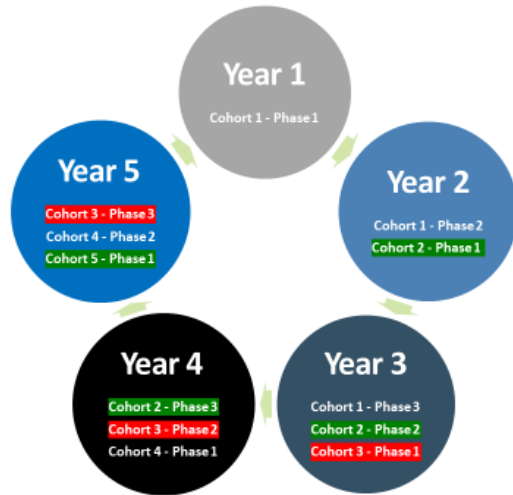 Year 1
Cohort 1 - Phase 1
Year 2
Cohort 1 - Phase 2
Cohort 2 - Phase 1
Year 3
Cohort 1 - Phase 3
Cohort 2 - Phase 2
Cohort 3 - Phase 1
Year 4
Cohort 2 - Phase 3
Cohort 3 - Phase 2
Cohort 4 - Phase 1
Year 5
Cohort 3 - Phase 3
Cohort 4 - Phase 2
Cohort 5 - Phase 1